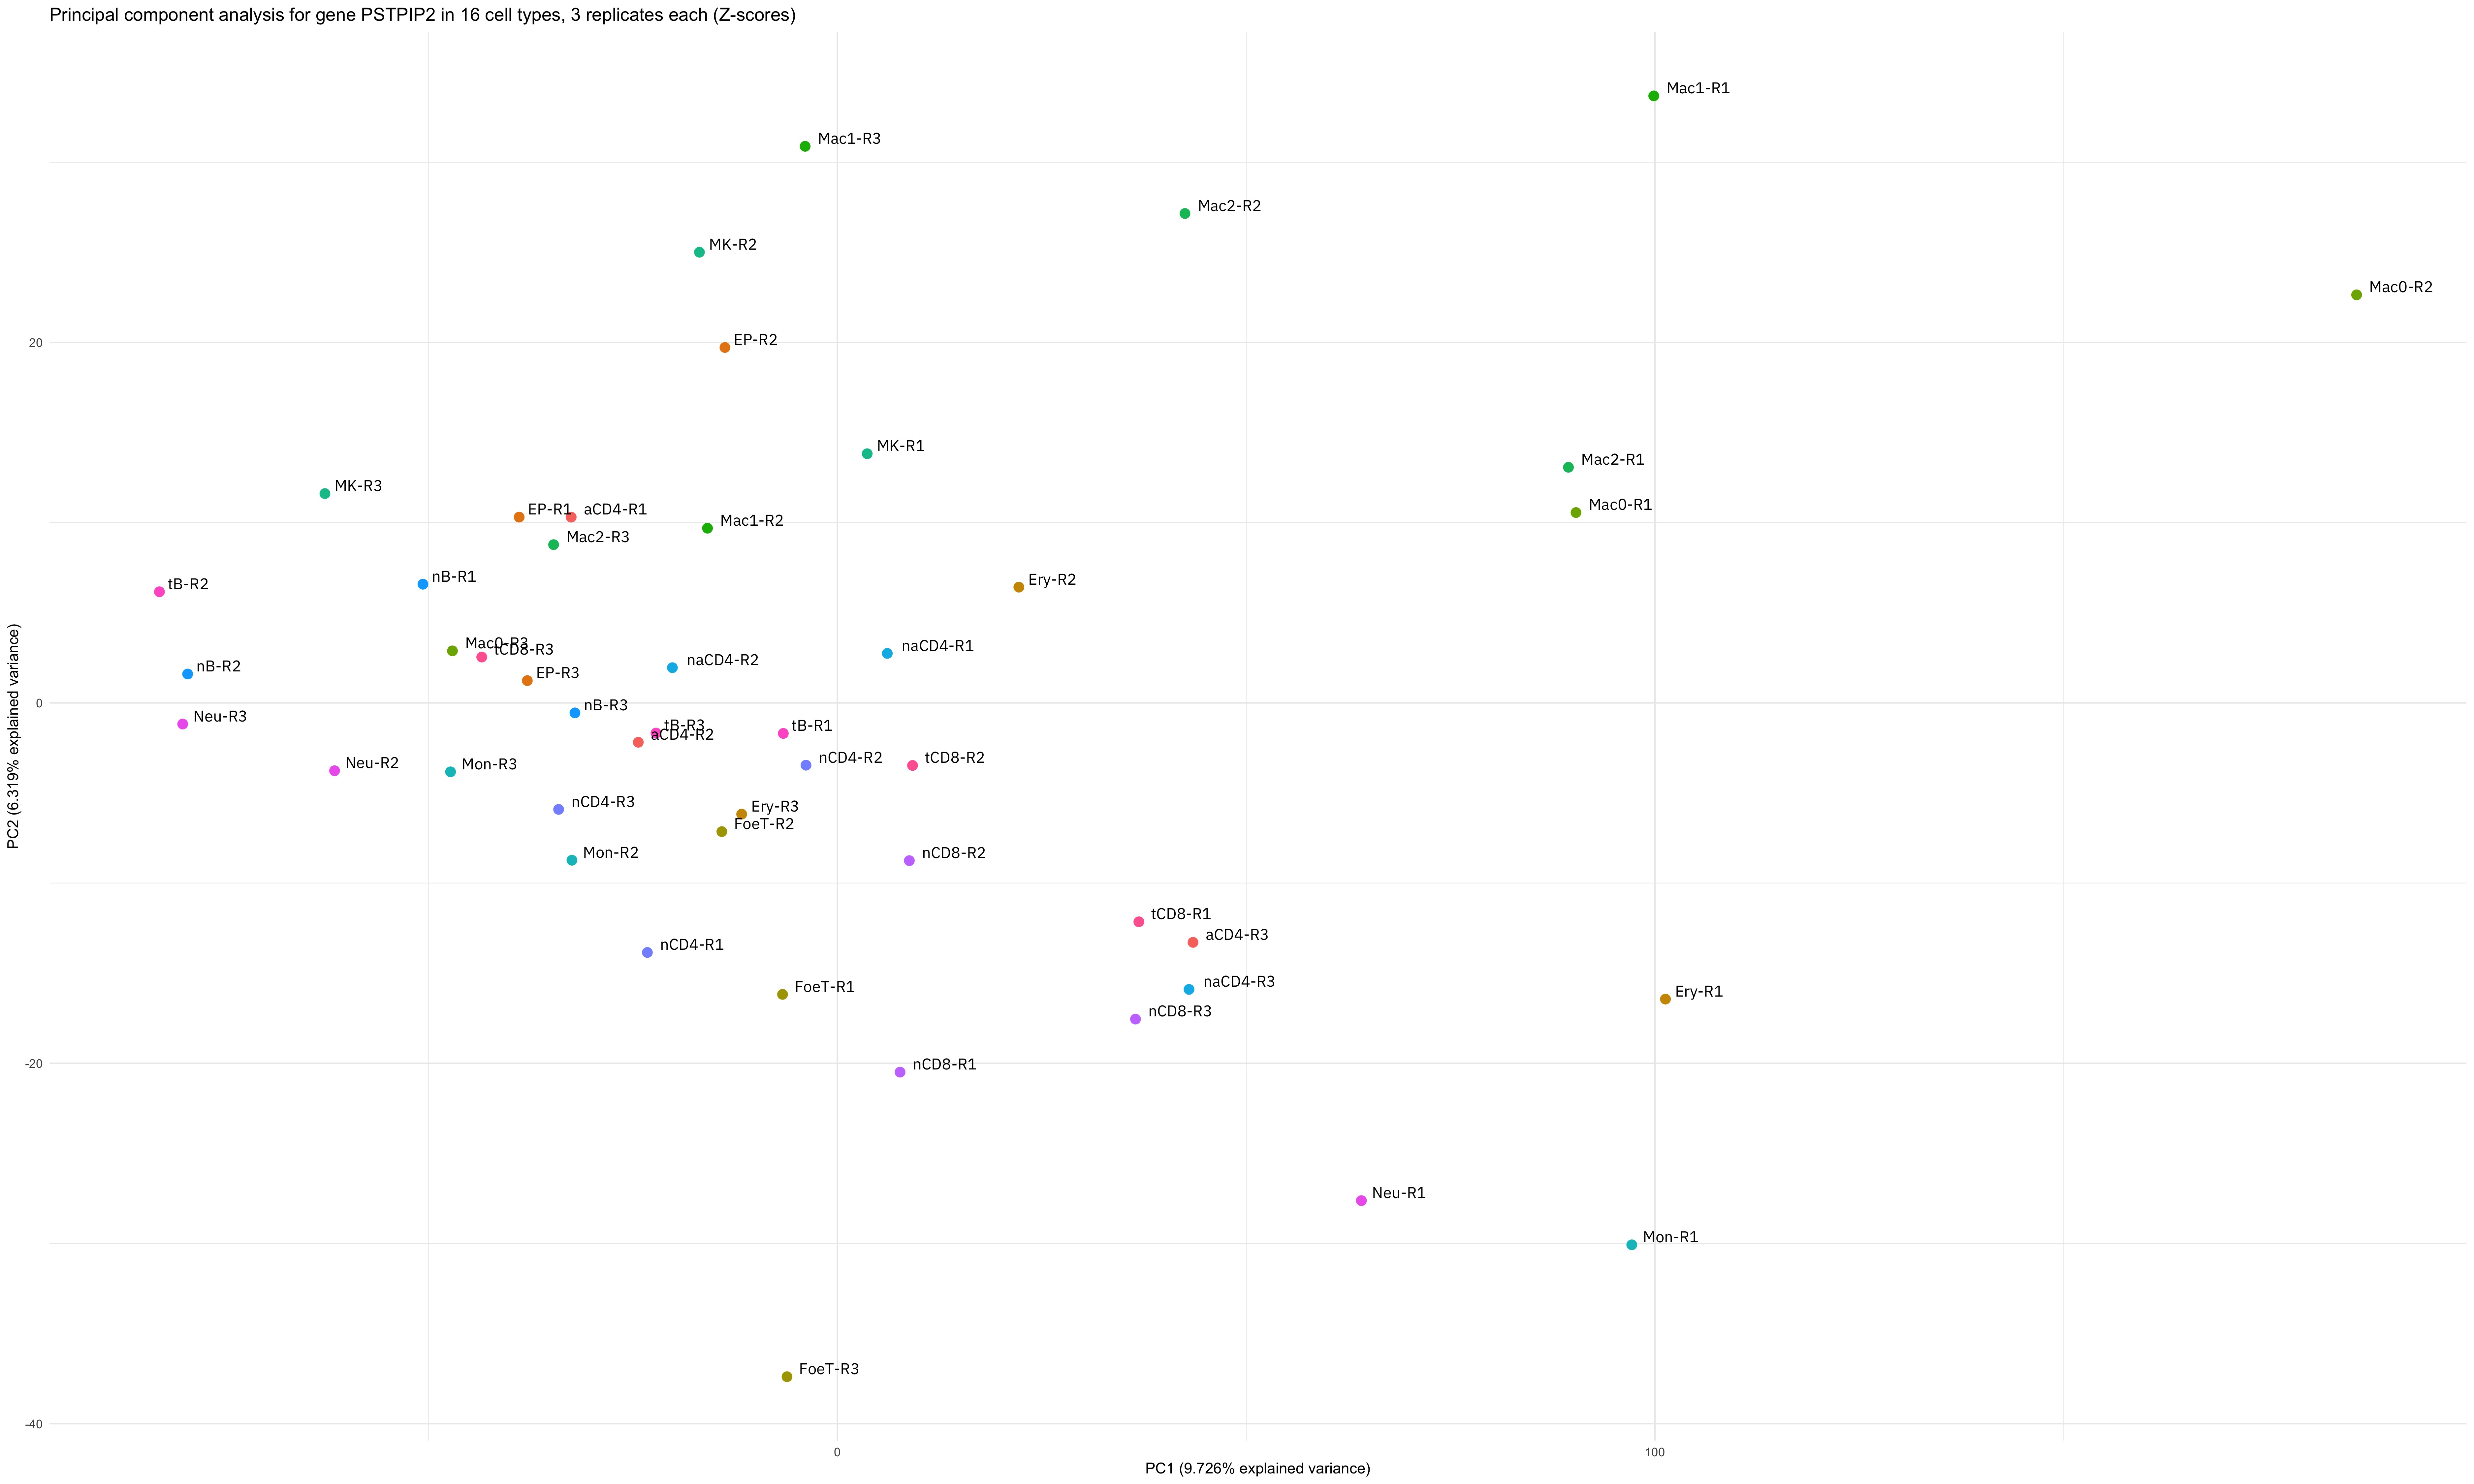 Principal component analysis for gene PSTPIP2 in 16 cell types, 3 replicates each (Z-scores)
Mac1-R1
Mac1-R3
Mac2-R2
MK-R2
Mac0-R2
EP-R2
20
MK-R1
Mac2-R1
MK-R3
Mac0-R1
EP-R1
aCD4-R1
Mac1-R2
Mac2-R3
nB-R1
tB-R2
Ery-R2
Mac0-R3
tCD8-R3
naCD4-R1
naCD4-R2
nB-R2
EP-R3
0
nB-R3
Neu-R3
tB-R3
tB-R1
aCD4-R2
nCD4-R2
tCD8-R2
Neu-R2
Mon-R3
nCD4-R3
Ery-R3
FoeT-R2
Mon-R2
nCD8-R2
tCD8-R1
aCD4-R3
nCD4-R1
naCD4-R3
FoeT-R1
Ery-R1
nCD8-R3
-20
nCD8-R1
Neu-R1
Mon-R1
FoeT-R3
-40
0
100
PC1 (9.726% explained variance)
PC2 (6.319% explained variance)